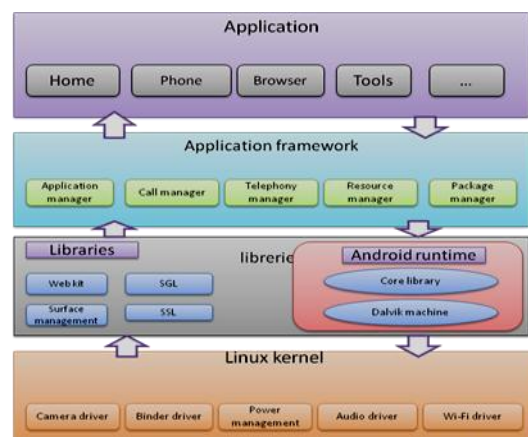 Application
Home
Phone
Browser
Tools
...
Application framework
Application
manager
Call manager
Telephony
manager
Resource
manager
Package
manager
Libraries
Android runtime
Web kit
SGL
Core library
Surface
management
SSL
Dalvik machine
Linux kernel
Camera driver
Binder driver
Power
management
Audio driver
Wi-Fi driver